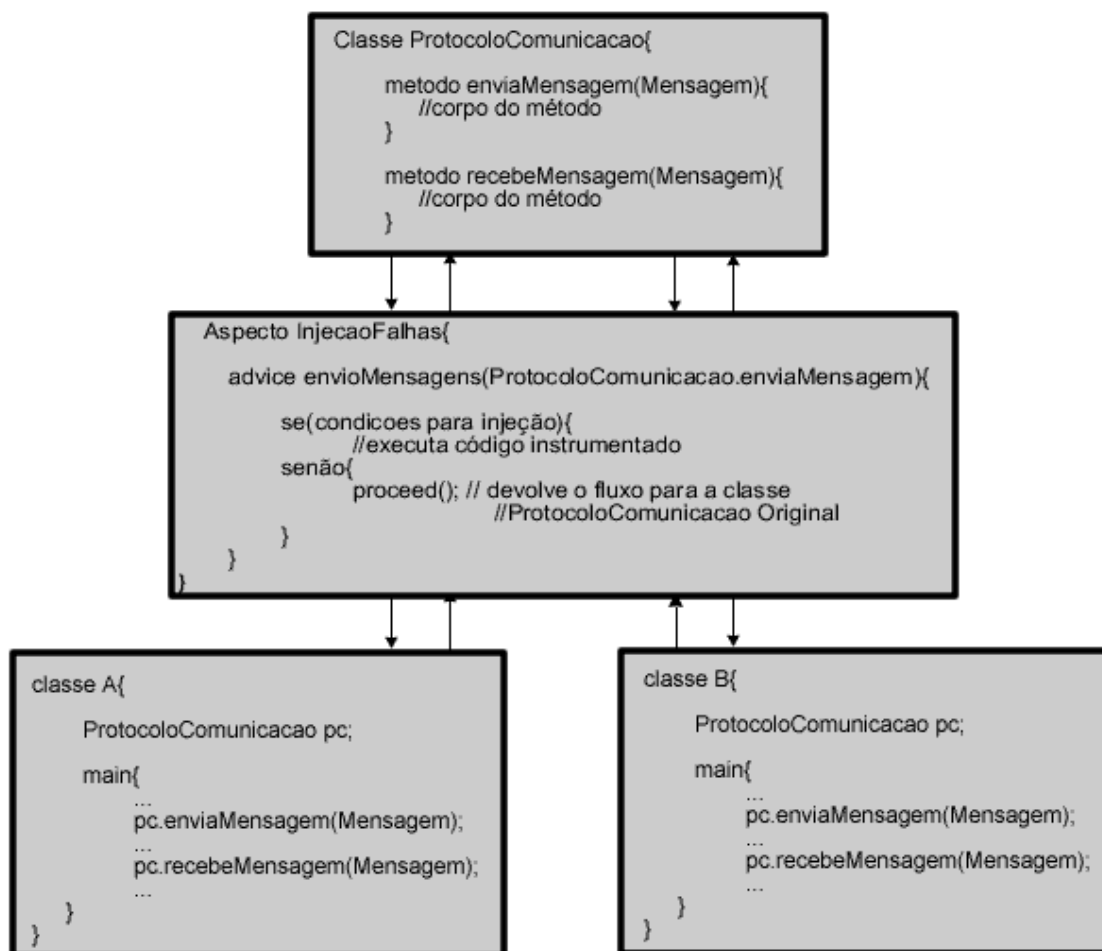 Classe ProtocoloComunicacao{
metodo enviaMensagem(Mensagem){
//corpo do método
}
metodo recebeMensagem(Mensagem){
//corpo do método
}
Aspecto InjecaoFalhas{
advice envioMensagens(ProtocoloComunicacao.enviaMensagem){
se(condicoes para injeção){
//executa código instrumentado
senão{
proceed(); // devolve o fluxo para a classe
//ProtocoloComunicacao Original
}
}
}
classe A{
ProtocoloComunicacao pc;
main{
...
pc.enviaMensagem(Mensagem);
...
pc.recebeMensagem(Mensagem);
...
}
}
classe B{
ProtocoloComunicacao pc;
main{
...
pc.enviaMensagem(Mensagem);
...
pc.recebeMensagem(Mensagem);
...
}
}